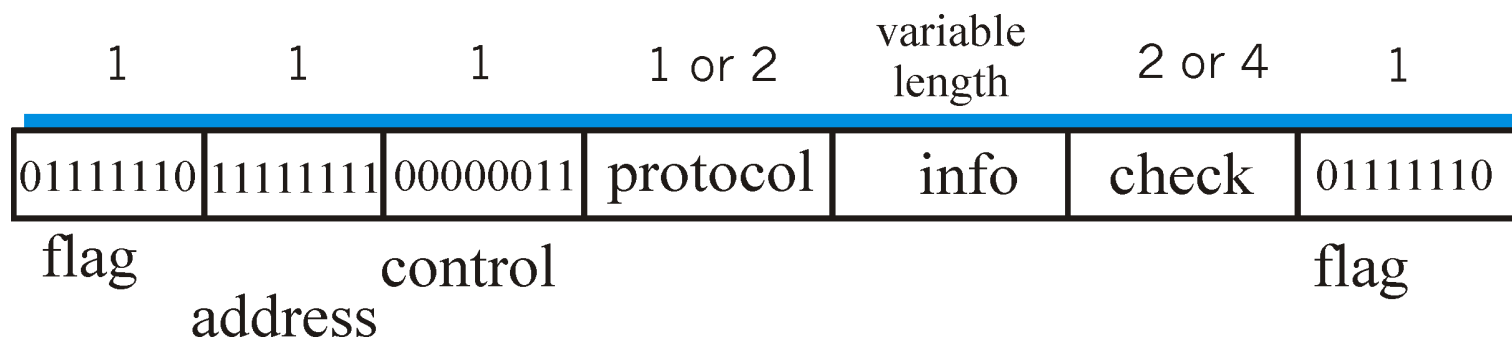 1 1 1 1 or 2 variable length 2 or 4 1
01111110 11111111 00000011 protocol info check 01111110
flag address control flag